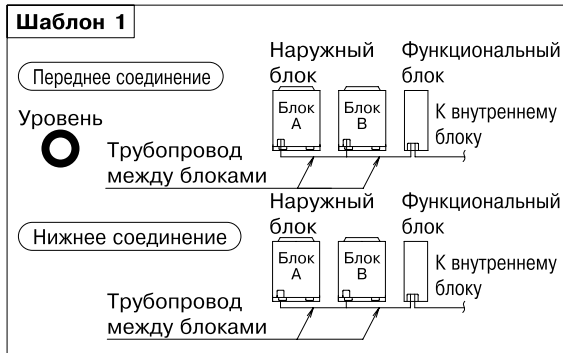 Шаблон 1
Наружный блок
Функциональный блок
Переднее соединение
Блок A
Блок B
К внутреннему блоку
Уровень
Трубопровод между блоками
Наружный блок
Функциональный блок
Нижнее соединение
Блок A
Блок B
К внутреннему блоку
Трубопровод между блоками